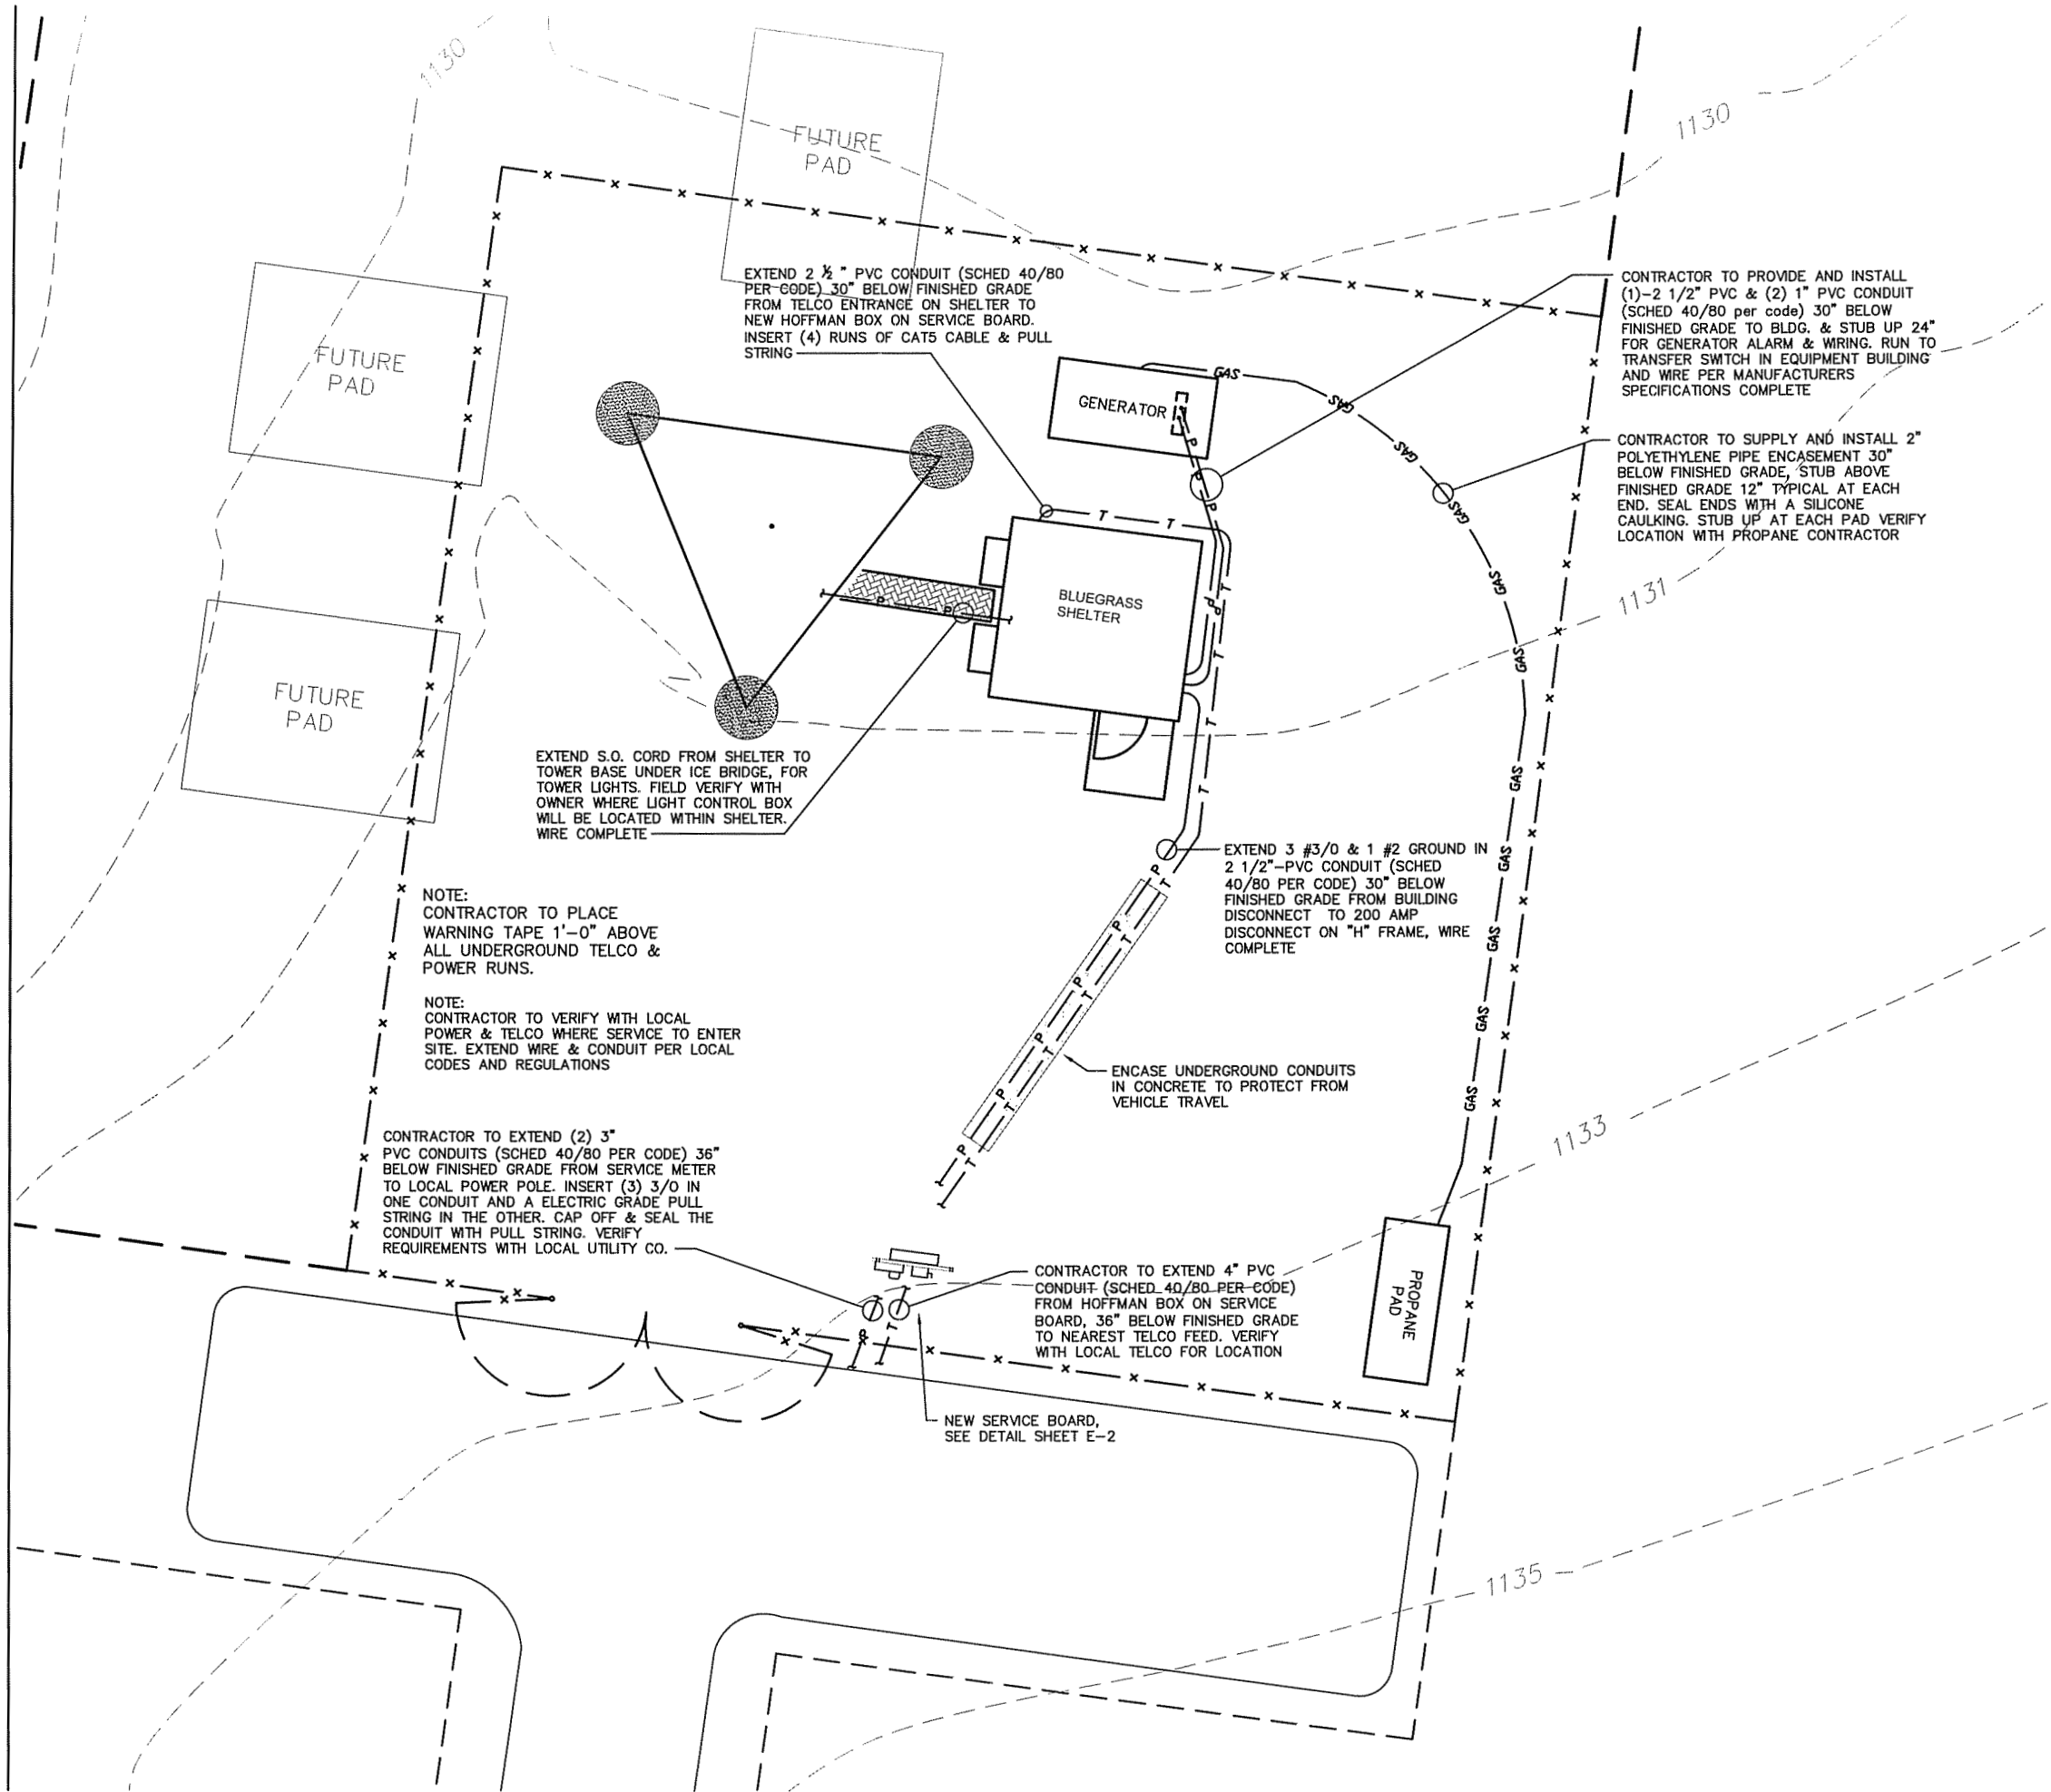 1130
FUTURE
PAD
1130
EXTEND 2 ½ " PVC CONDUIT (SCHED 40/80
PER CODE) 30" BELOW FINISHED GRADE
FROM TELCO ENTRANCE ON SHELTER TO
NEW HOFFMAN BOX ON SERVICE BOARD.
INSERT (4) RUNS OF CAT5 CABLE & PULL
STRING
CONTRACTOR TO PROVIDE AND INSTALL
(1)-2 1/2" PVC & (2) 1" PVC CONDUIT
(SCHED 40/80 per code) 30" BELOW
FINISHED GRADE TO BLDG. & STUB UP 24"
FOR GENERATOR ALARM & WIRING. RUN TO
TRANSFER SWITCH IN EQUIPMENT BUILDING
AND WIRE PER MANUFACTURERS
SPECIFICATIONS COMPLETE
FUTURE
PAD
GENERATOR
GAS
GAS
GAS
GAS
GAS
GAS
GAS
GAS
GAS
GAS
GAS
CONTRACTOR TO SUPPLY AND INSTALL 2"
POLYETHYLENE PIPE ENCASEMENT 30"
BELOW FINISHED GRADE, STUB ABOVE
FINISHED GRADE 12" TYPICAL AT EACH
END. SEAL ENDS WITH A SILICONE
CAULKING. STUB UP AT EACH PAD VERIFY
LOCATION WITH PROPANE CONTRACTOR
P
P
P
P
T T
BLUEGRASS
SHELTER
P P
PP
T
T
T
T
T
1131
FUTURE
PAD
EXTEND S.O. CORD FROM SHELTER TO
TOWER BASE UNDER ICE BRIDGE, FOR
TOWER LIGHTS. FIELD VERIFY WITH
OWNER WHERE LIGHT CONTROL BOX
WILL BE LOCATED WITHIN SHELTER.
WIRE COMPLETE
EXTEND 3 #3/0 & 1 #2 GROUND IN
2 1/2"-PVC CONDUIT (SCHED
40/80 PER CODE) 30" BELOW
FINISHED GRADE FROM BUILDING
DISCONNECT TO 200 AMP
DISCONNECT ON "H" FRAME, WIRE
COMPLETE
NOTE:
CONTRACTOR TO PLACE
WARNING TAPE 1'-0" ABOVE
ALL UNDERGROUND TELCO &
POWER RUNS.
NOTE:
CONTRACTOR TO VERIFY WITH LOCAL
POWER & TELCO WHERE SERVICE TO ENTER
SITE. EXTEND WIRE & CONDUIT PER LOCAL
CODES AND REGULATIONS
P T
P T
P T
P T
P T
P T
ENCASE UNDERGROUND CONDUITS
IN CONCRETE TO PROTECT FROM
VEHICLE TRAVEL
1133
CONTRACTOR TO EXTEND (2) 3"
PVC CONDUITS (SCHED 40/80 PER CODE) 36"
BELOW FINISHED GRADE FROM SERVICE METER
TO LOCAL POWER POLE. INSERT (3) 3/0 IN
ONE CONDUIT AND A ELECTRIC GRADE PULL
STRING IN THE OTHER. CAP OFF & SEAL THE
CONDUIT WITH PULL STRING. VERIFY
REQUIREMENTS WITH LOCAL UTILITY CO.
CONTRACTOR TO EXTEND 4" PVC
CONDUIT (SCHED 40/80 PER CODE)
FROM HOFFMAN BOX ON SERVICE
BOARD, 36" BELOW FINISHED GRADE
TO NEAREST TELCO FEED. VERIFY
WITH LOCAL TELCO FOR LOCATION
PROPANE
PAD
P T
NEW SERVICE BOARD,
SEE DETAIL SHEET E-2
1135